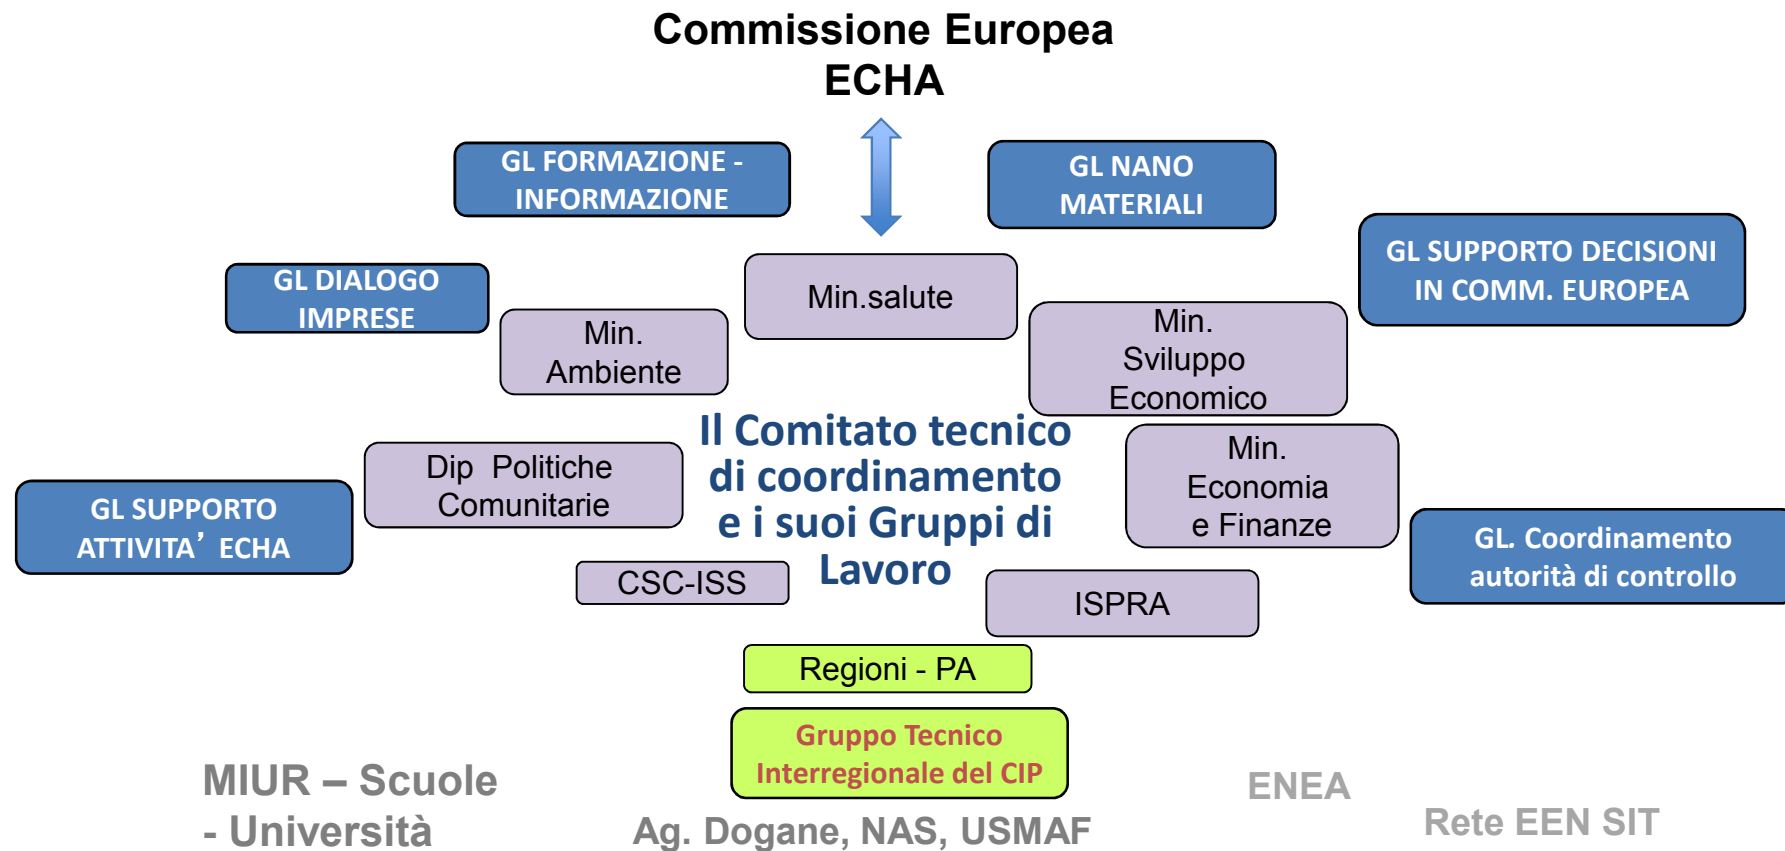 Commissione Europea
ECHA
GL FORMAZIONE -
INFORMAZIONE
GL NANO
MATERIALI
GL SUPPORTO DECISIONI
IN COMM. EUROPEA
GL DIALOGO
IMPRESE
Min.salute
Min.
Ambiente
Min.
Sviluppo
Economico
Il Comitato tecnico
di coordinamento
e i suoi Gruppi di
Lavoro
Dip Politiche
Comunitarie
Min.
Economia
e Finanze
GL SUPPORTO
ATTIVITA’ ECHA
GL. Coordinamento
autorità di controllo
CSC-ISS
ISPRA
Regioni - PA
Gruppo Tecnico
Interregionale del CIP
MIUR – Scuole
- Università
Ag. Dogane, NAS, USMAF
ENEA
Rete EEN SIT